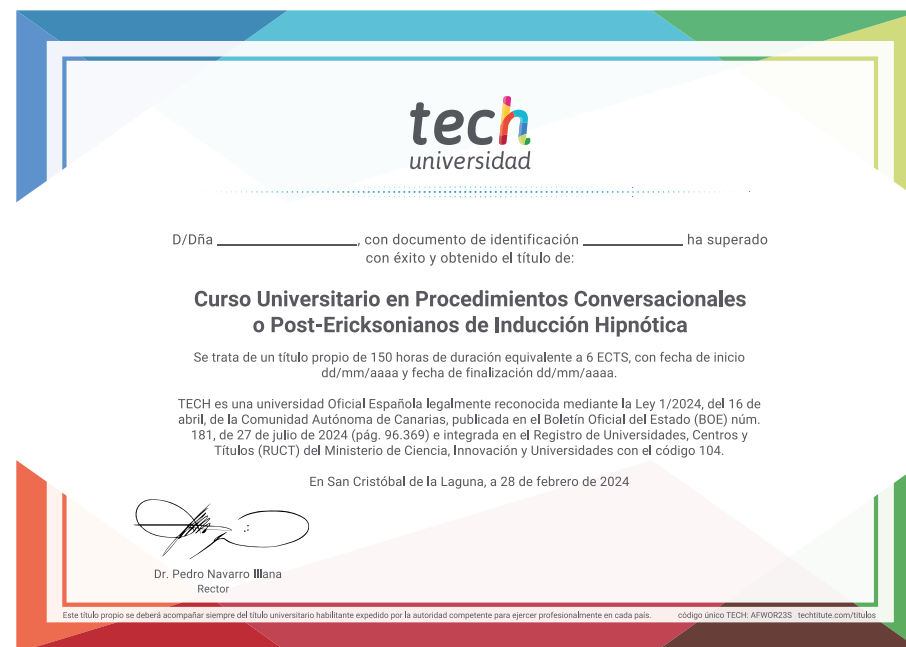 tech
universidad
D/Dña ____________, con documento de identificación ____________ ha superado
con éxito y obtenido el título de:
Curso Universitario en Procedimientos Conversacionales
o Post-Ericksonianos de Inducción Hipnótica
Se trata de un título propio de 150 horas de duración equivalente a 6 ECTS, con fecha de inicio
dd/mm/aaaa y fecha de finalización dd/mm/aaaa.
TECH es una universidad Oficial Española legalmente reconocida mediante la Ley 1/2024, del 16 de
abril, de la Comunidad Autónoma de Canarias, publicada en el Boletín Oficial del Estado (BOE) núm.
181, de 27 de julio de 2024 (pág. 96.369) e integrada en el Registro de Universidades, Centros y
Títulos (RUCT) del Ministerio de Ciencia, Innovación y Universidades con el código 104.
En San Cristóbal de la Laguna, a 28 de febrero de 2024
Dr. Pedro Navarro Illana
Rector
Este título propio se deberá acompañar siempre del título universitario habilitante expedido por la autoridad competente para ejercer profesionalmente en cada país. código único TECH: AFWOR23S techtitute.com/titulos